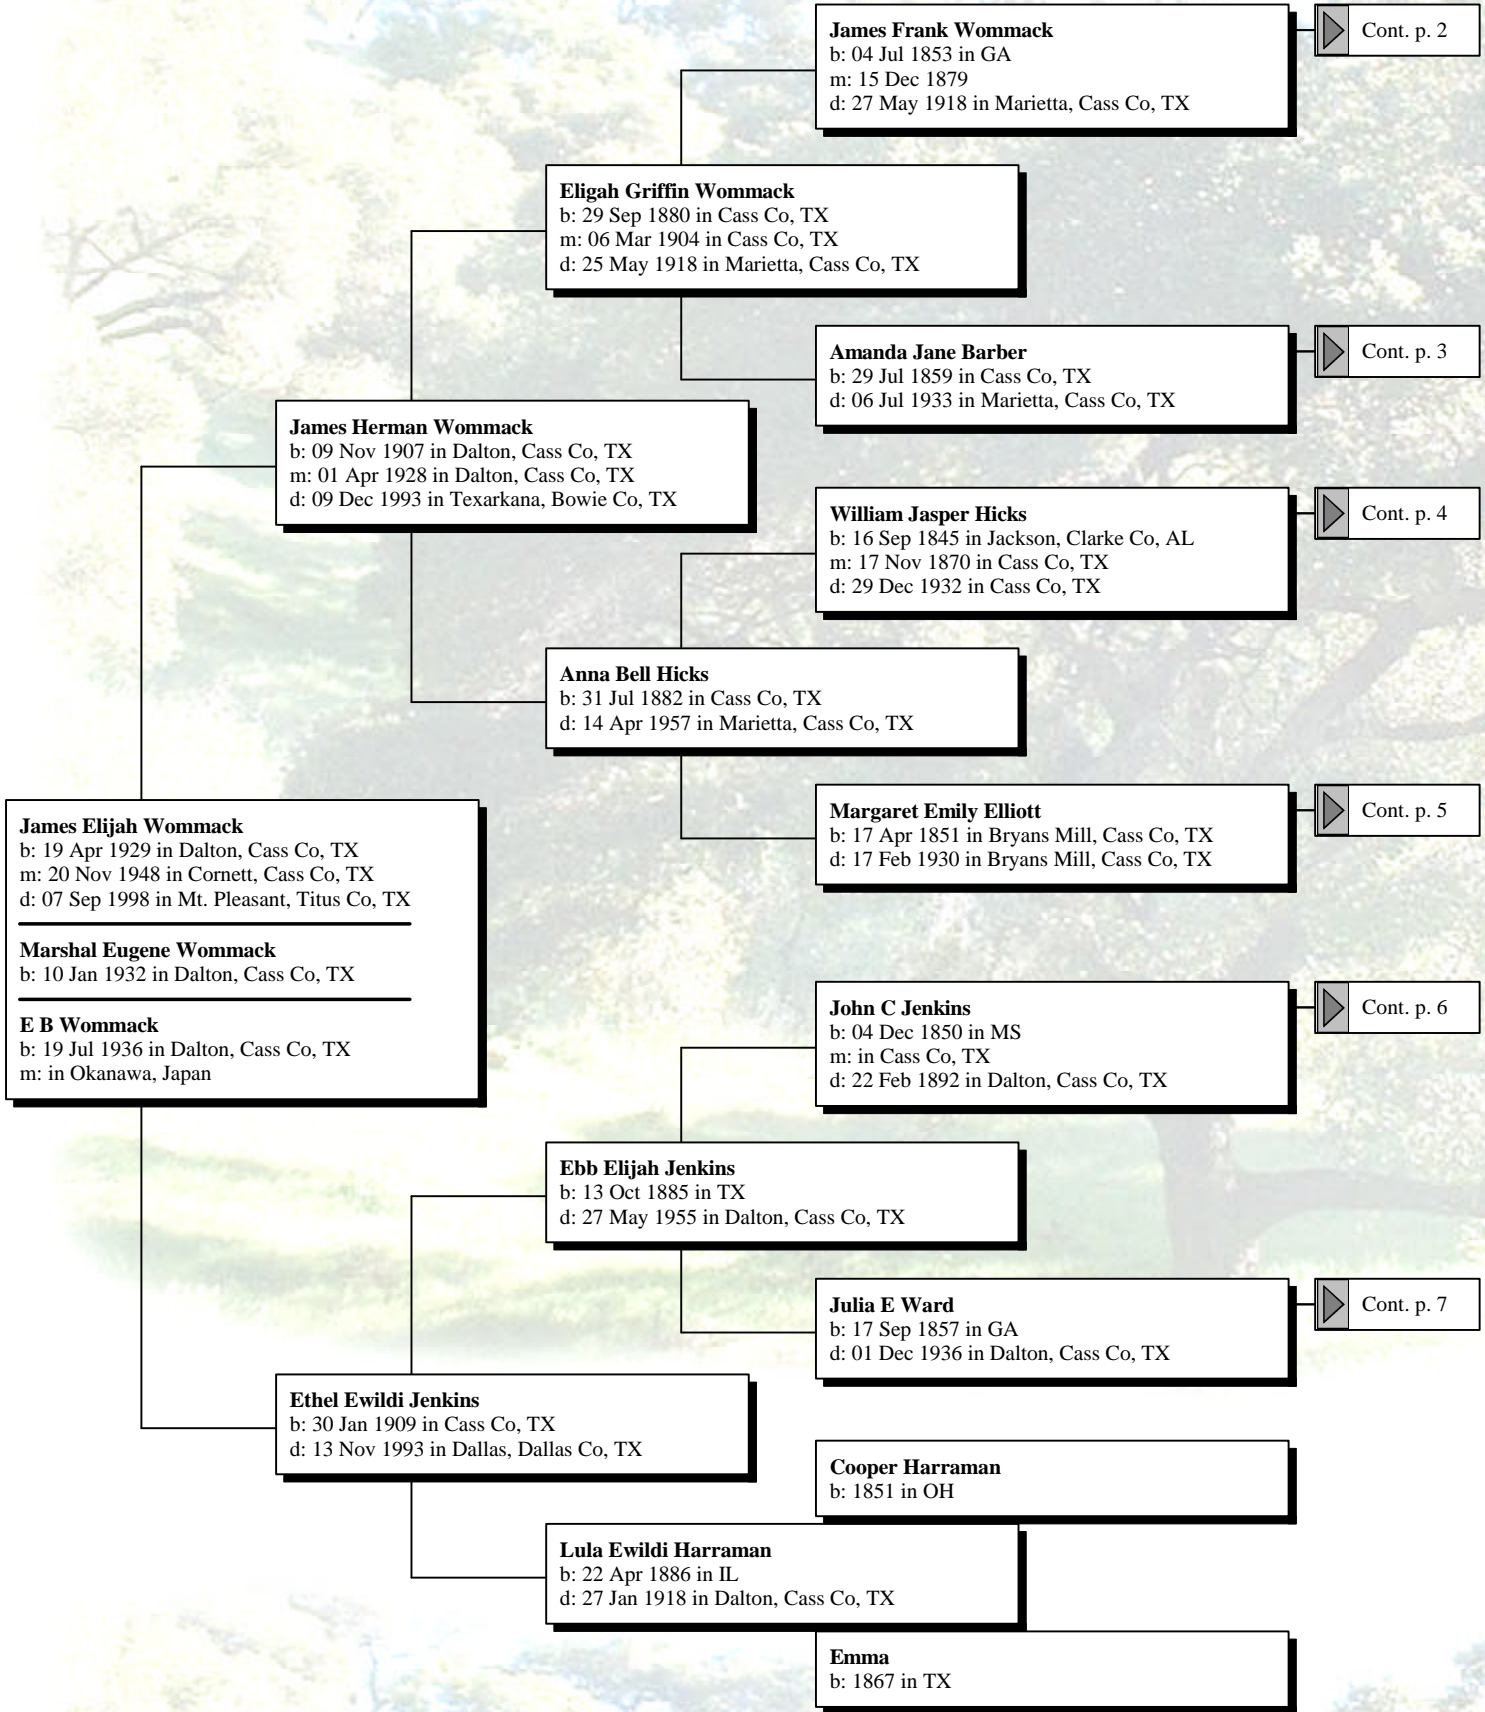 James Frank Wommack
b: 04 Jul 1853 in GA
m: 15 Dec 1879
d: 27 May 1918 in Marietta, Cass Co, TX
Cont. p. 2
Eligah Griffin Wommack
b: 29 Sep 1880 in Cass Co, TX
m: 06 Mar 1904 in Cass Co, TX
d: 25 May 1918 in Marietta, Cass Co, TX
Amanda Jane Barber
b: 29 Jul 1859 in Cass Co, TX
d: 06 Jul 1933 in Marietta, Cass Co, TX
Cont. p. 3
James Herman Wommack
b: 09 Nov 1907 in Dalton, Cass Co, TX
m: 01 Apr 1928 in Dalton, Cass Co, TX
d: 09 Dec 1993 in Texarkana, Bowie Co, TX
William Jasper Hicks
b: 16 Sep 1845 in Jackson, Clarke Co, AL
m: 17 Nov 1870 in Cass Co, TX
d: 29 Dec 1932 in Cass Co, TX
Cont. p. 4
Anna Bell Hicks
b: 31 Jul 1882 in Cass Co, TX
d: 14 Apr 1957 in Marietta, Cass Co, TX
Margaret Emily Elliott
b: 17 Apr 1851 in Bryans Mill, Cass Co, TX
d: 17 Feb 1930 in Bryans Mill, Cass Co, TX
Cont. p. 5
James Elijah Wommack
b: 19 Apr 1929 in Dalton, Cass Co, TX
m: 20 Nov 1948 in Cornett, Cass Co, TX
d: 07 Sep 1998 in Mt. Pleasant, Titus Co, TX
Marshal Eugene Wommack
b: 10 Jan 1932 in Dalton, Cass Co, TX
E B Wommack
b: 19 Jul 1936 in Dalton, Cass Co, TX
m: in Okanawa, Japan
John C Jenkins
b: 04 Dec 1850 in MS
m: in Cass Co, TX
d: 22 Feb 1892 in Dalton, Cass Co, TX
Cont. p. 6
Ebb Elijah Jenkins
b: 13 Oct 1885 in TX
d: 27 May 1955 in Dalton, Cass Co, TX
Julia E Ward
b: 17 Sep 1857 in GA
d: 01 Dec 1936 in Dalton, Cass Co, TX
Cont. p. 7
Ethel Ewildi Jenkins
b: 30 Jan 1909 in Cass Co, TX
d: 13 Nov 1993 in Dallas, Dallas Co, TX
Cooper Harraman
b: 1851 in OH
Lula Ewildi Harraman
b: 22 Apr 1886 in IL
d: 27 Jan 1918 in Dalton, Cass Co, TX
Emma
b: 1867 in TX